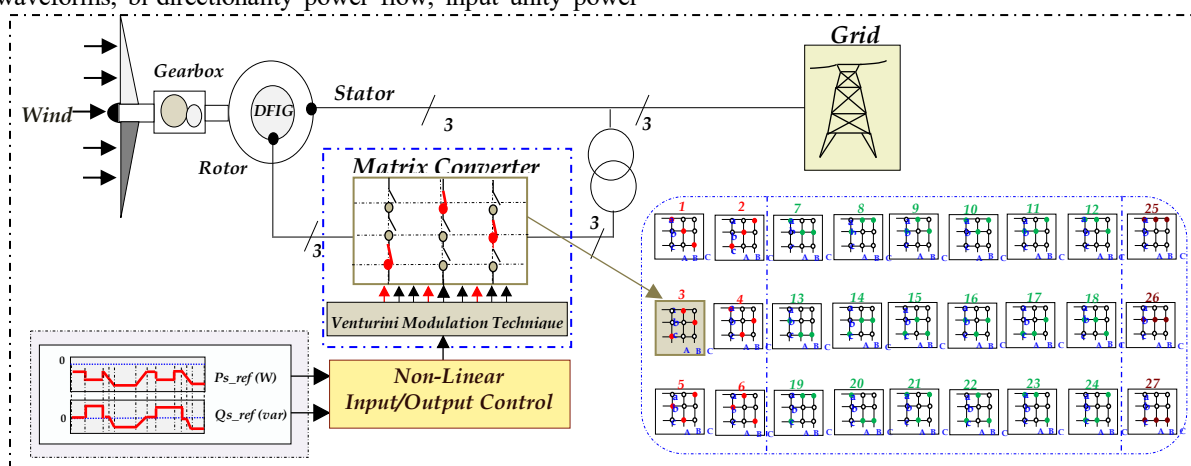 waveforms, bi-directionality power flow, input unity power
Grid
Gearbox
Stator
Wind
DFIG
3
3
Rotor
Matrix Converter
3
3
Venturini Modulation Technique
Non-Linear
Input/Output Control
0
Ps_ref (W)
0
Qs_ref (var)
1 2 7 8 9 10 11 12 25
a
b
c
A B C
3 4 13 14 15 16 17 18 26
a
b
c
A B C
5 6 19 20 21 22 23 24 27
a
b
c
A B C